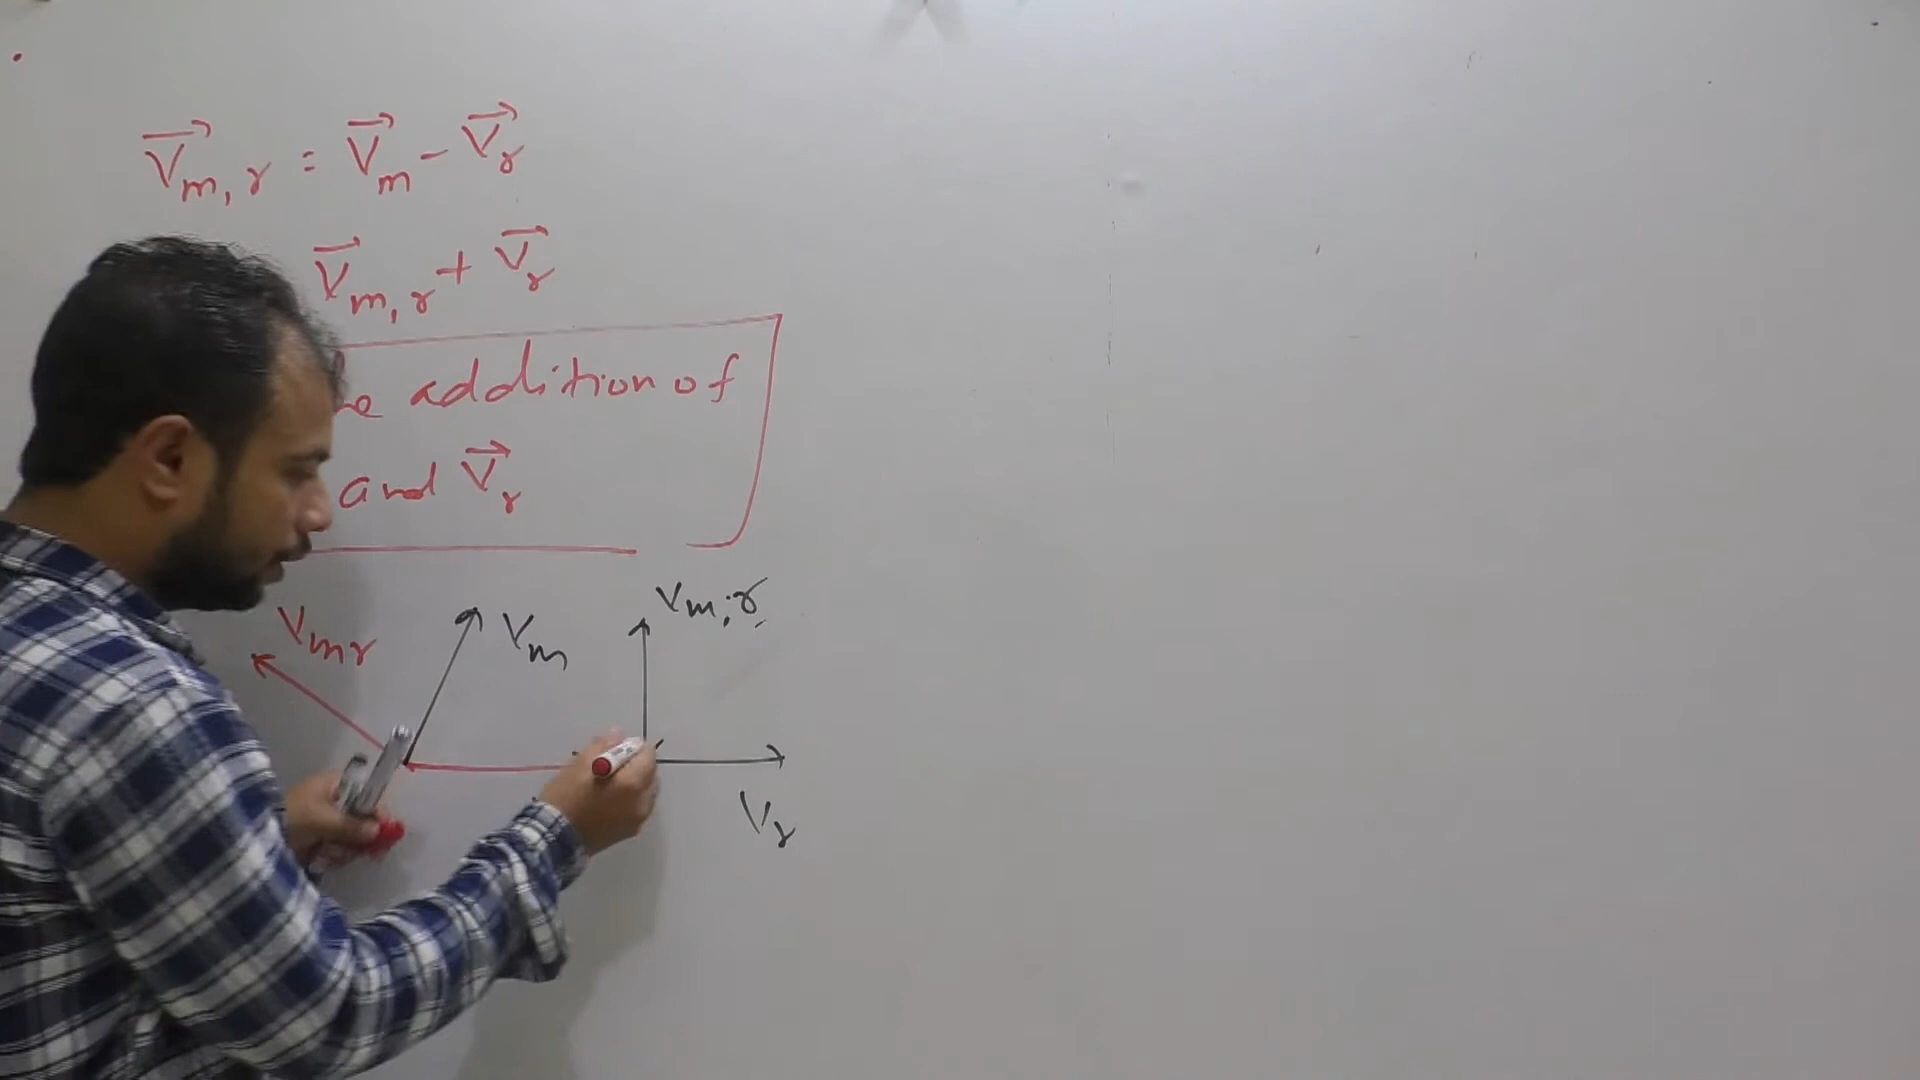 V⃗m,r = V⃗m - V⃗r
V⃗m,r + V⃗r
addition of
and V⃗r
Vmr
Vm
Vm,r
Vr